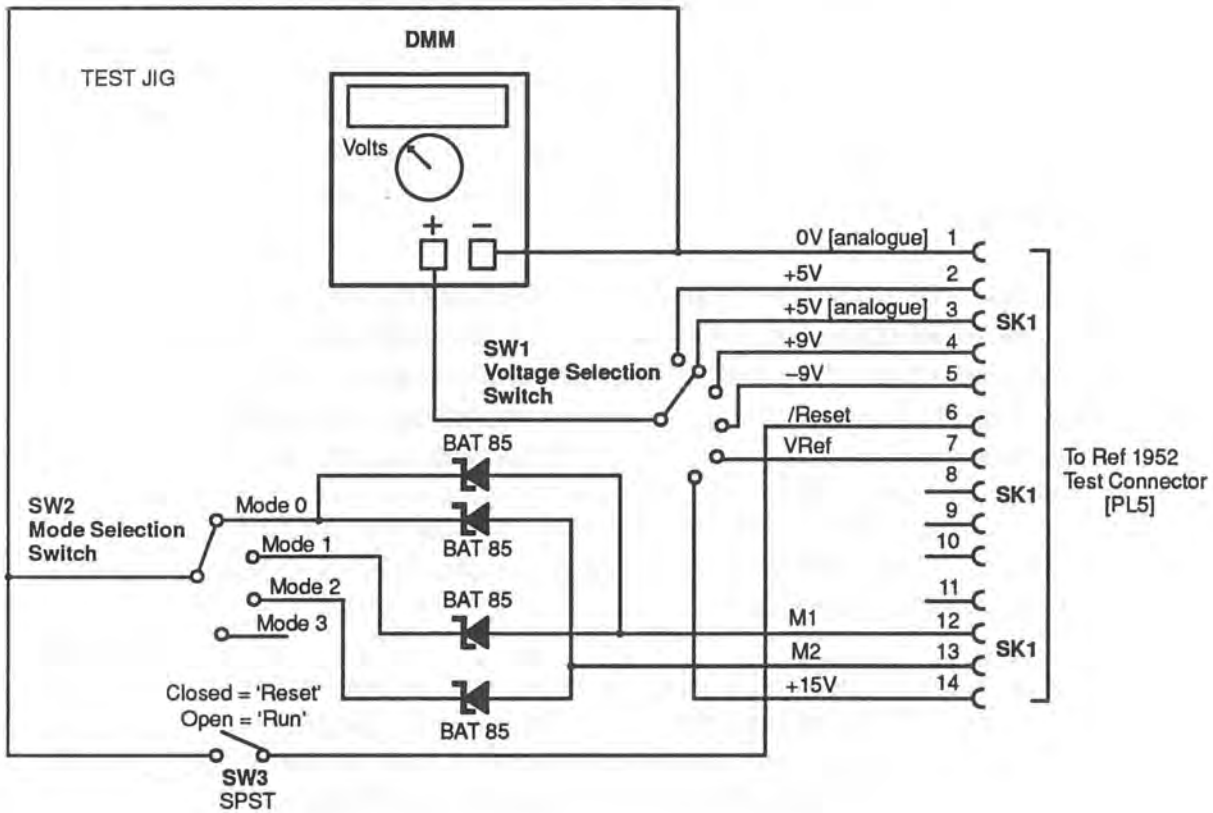 DMM
TEST JIG
Volts
+ −
0V [analogue] 1
+5V 2
+5V [analogue] 3
SK1
+9V 4
−9V 5
/Reset 6
VRef 7
8
SK1
9
10
11
M1 12
M2 13
SK1
+15V 14
To Ref 1952
Test Connector
[PL5]
SW1
Voltage Selection
Switch
BAT 85
BAT 85
BAT 85
BAT 85
SW2
Mode Selection
Switch
Mode 0
Mode 1
Mode 2
Mode 3
Closed = 'Reset'
Open = 'Run'
SW3
SPST